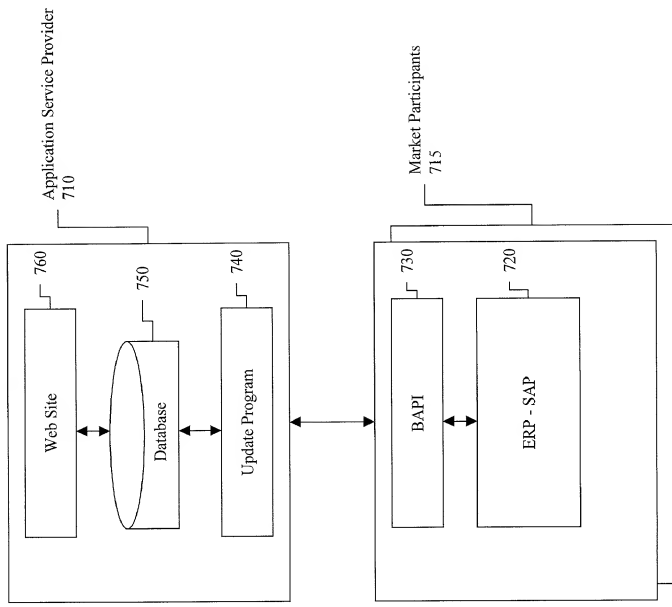 Application Service Provider
710
760
Web Site
750
Database
740
Update Program
Market Participants
715
730
BAPI
720
ERP - SAP